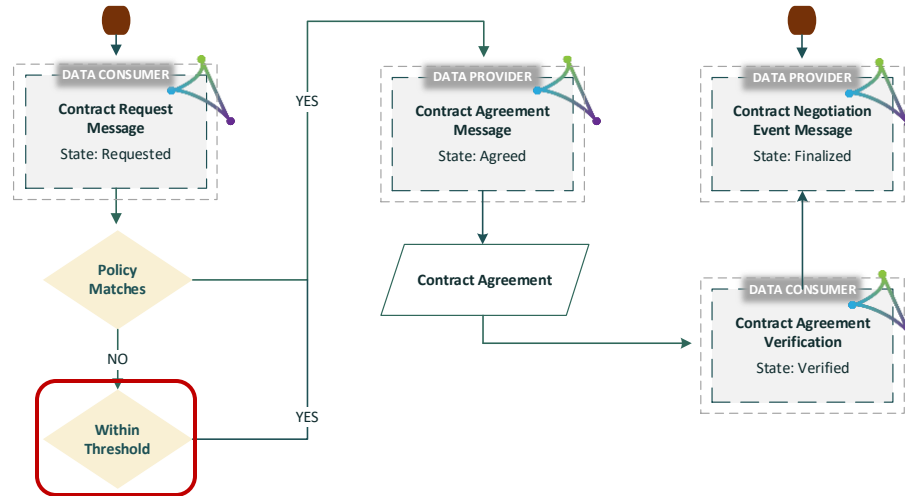 DATA CONSUMER
Contract Request
Message
State: Requested
Policy
Matches
NO
Within
Threshold
YES
YES
DATA PROVIDER
Contract Agreement
Message
State: Agreed
Contract Agreement
DATA PROVIDER
Contract Negotiation
Event Message
State: Finalized
DATA CONSUMER
Contract Agreement
Verification
State: Verified